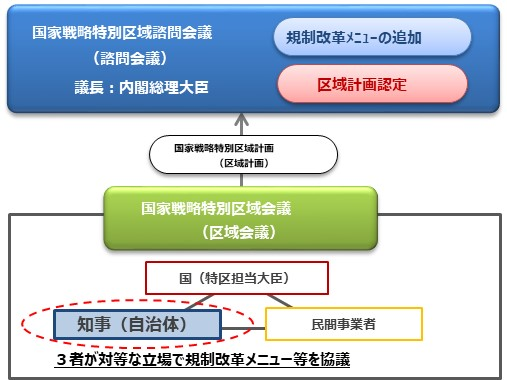 国家戦略特別区域諮問会議
（諮問会議）
議長：内閣総理大臣
規制改革ﾒﾆｭｰの追加
区域計画認定
国家戦略特別区域計画
（区域計画）
国家戦略特別区域会議
（区域会議）
国（特区担当大臣）
知事（自治体）
民間事業者
３者が対等な立場で規制改革メニュー等を協議